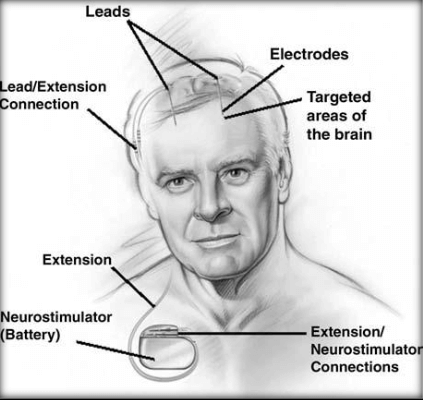 Leads
Electrodes
Lead/Extension
Connection
Targeted
areas of
the brain
Extension
Neurostimulator
(Battery)
Extension/
Neurostimulator
Connections